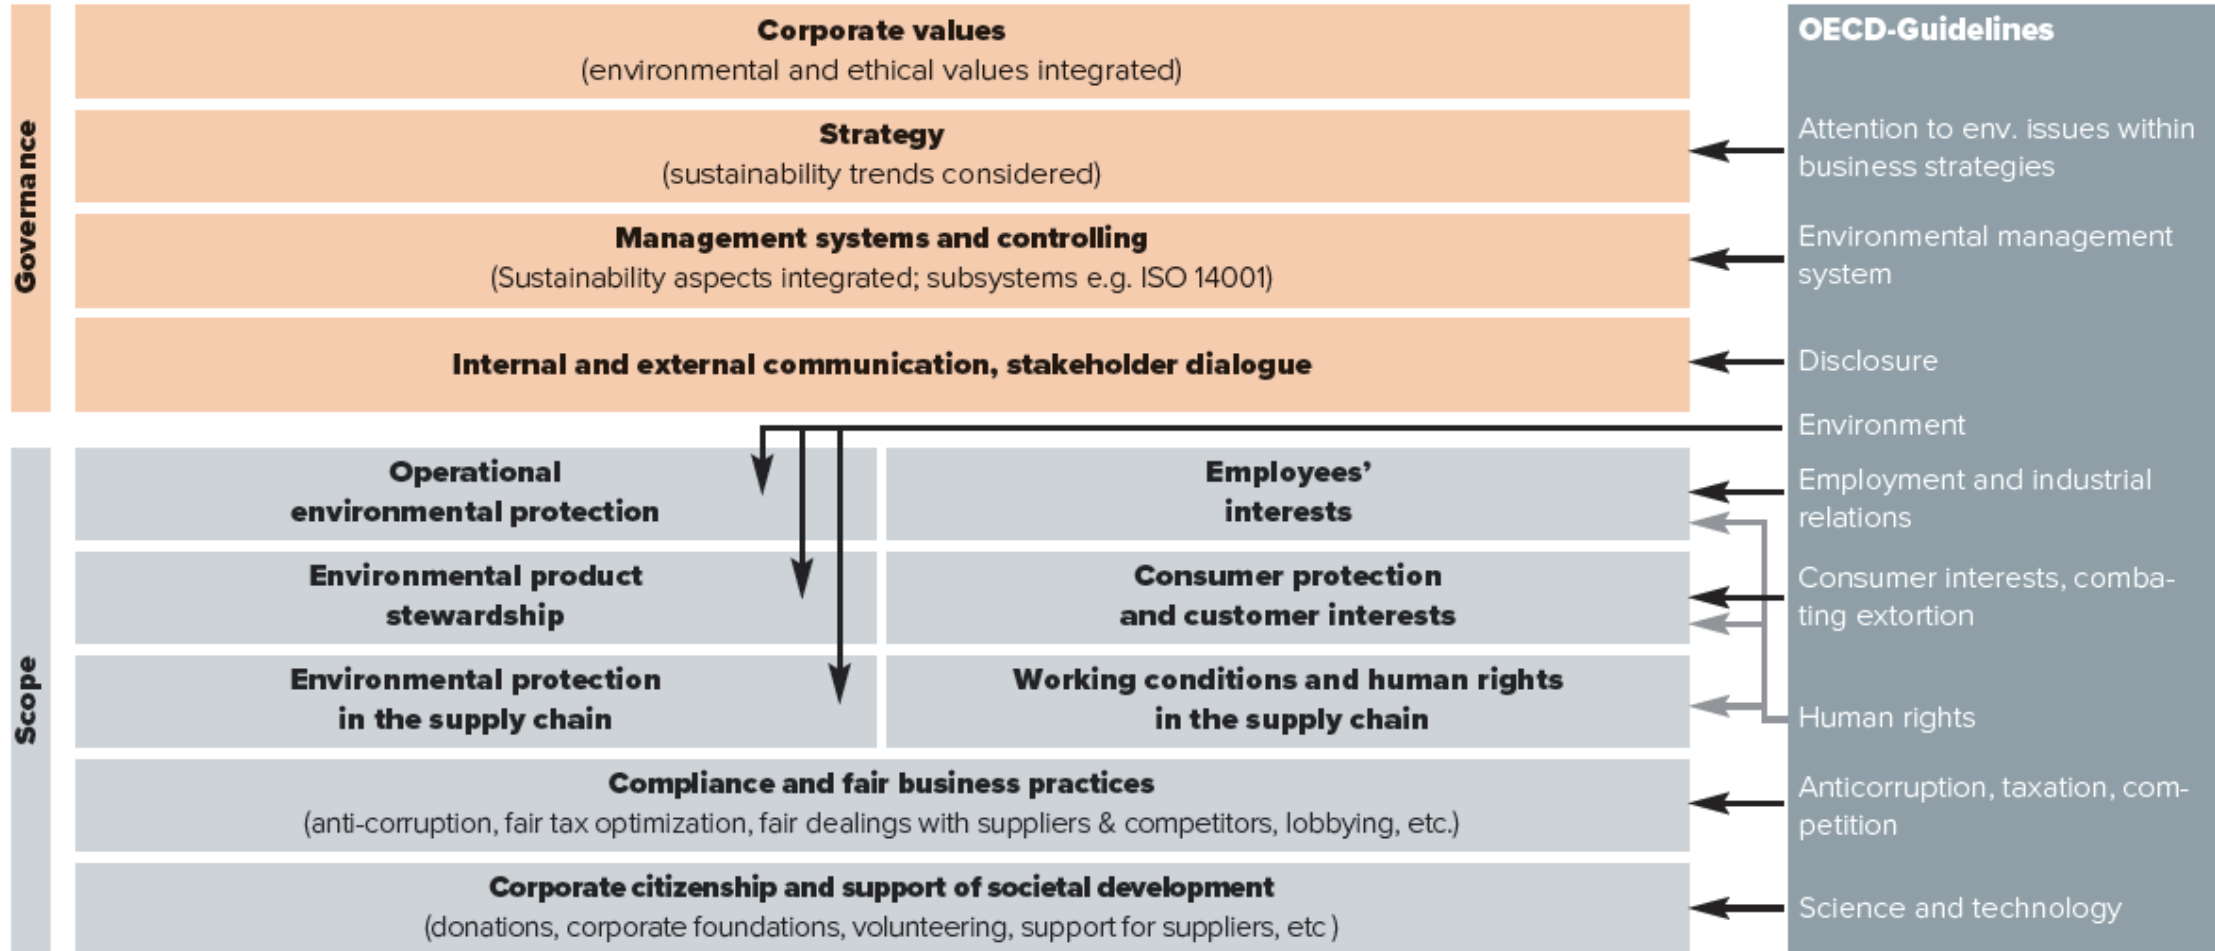 Governance
Corporate values
(environmental and ethical values integrated)
Strategy
(sustainability trends considered)
Management systems and controlling
(Sustainability aspects integrated; subsystems e.g. ISO 14001)
Internal and external communication, stakeholder dialogue
Scope
Operational
environmental protection
Employees’
interests
Environmental product
stewardship
Consumer protection
and customer interests
Environmental protection
in the supply chain
Working conditions and human rights
in the supply chain
Compliance and fair business practices
(anti-corruption, fair tax optimization, fair dealings with suppliers & competitors, lobbying, etc.)
Corporate citizenship and support of societal development
(donations, corporate foundations, volunteering, support for suppliers, etc )
OECD-Guidelines
Attention to env. issues within
business strategies
Environmental management
system
Disclosure
Environment
Employment and industrial
relations
Consumer interests, comba-
ting extortion
Human rights
Anticorruption, taxation, com-
petition
Science and technology